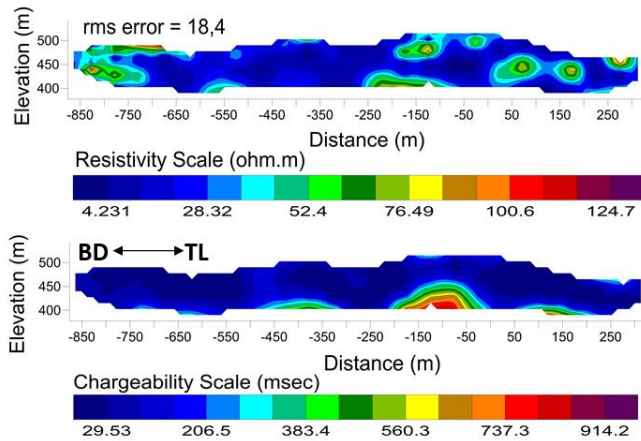 rms error = 18,4
Elevation (m)
500
450
400
-850 -750 -650 -550 -450 -350 -250 -150 -50 50 150 250
Distance (m)
Resistivity Scale (ohm.m)
4.231 28.32 52.4 76.49 100.6 124.7
BD TL
Elevation (m)
500
450
400
-850 -750 -650 -550 -450 -350 -250 -150 -50 50 150 250
Distance (m)
Chargeability Scale (msec)
29.53 206.5 383.4 560.3 737.3 914.2